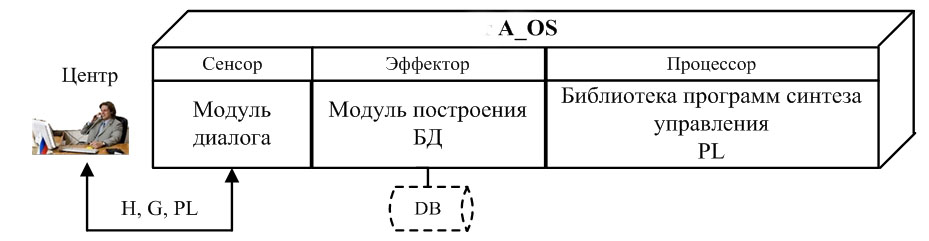 A_OS
Центр
Сенсор
Эффектор
Процессор
Модуль
диалога
Модуль построения
БД
Библиотека программ синтеза
управления
PL
H, G, PL
DB